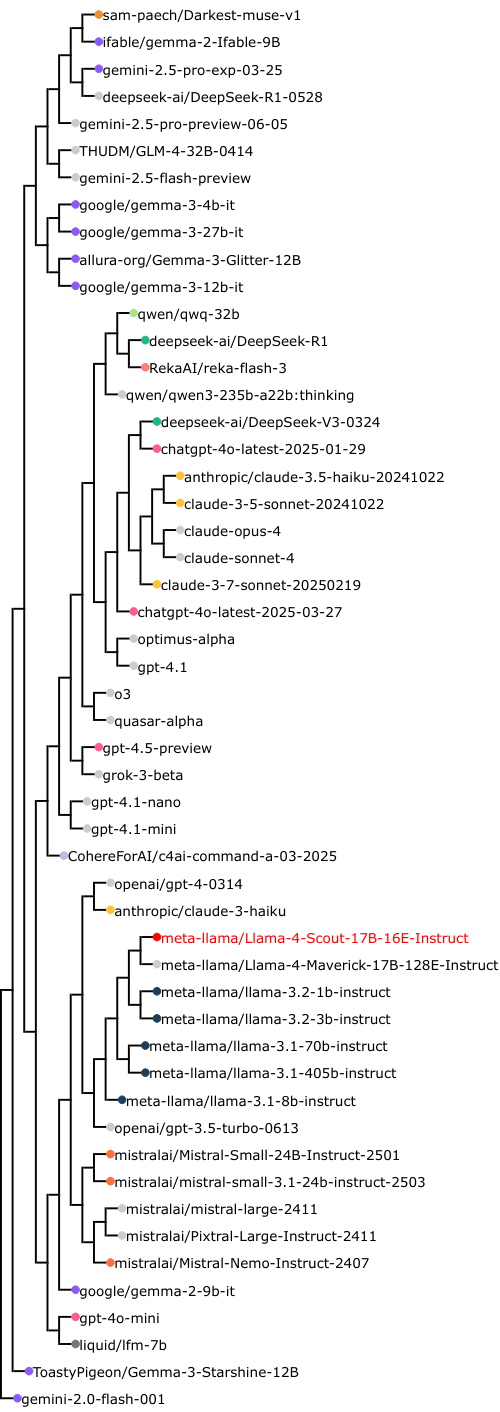 sam-paech/Darkest-muse-v1
ifable/gemma-2-Ifable-9B
gemini-2.5-pro-exp-03-25
deepseek-ai/DeepSeek-R1-0528
gemini-2.5-pro-preview-06-05
THUDM/GLM-4-32B-0414
gemini-2.5-flash-preview
google/gemma-3-4b-it
google/gemma-3-27b-it
allura-org/Gemma-3-Glitter-12B
google/gemma-3-12b-it
qwen/qwq-32b
deepseek-ai/DeepSeek-R1
RekaAI/reka-flash-3
qwen/qwen3-235b-a22b:thinking
deepseek-ai/DeepSeek-V3-0324
chatgpt-4o-latest-2025-01-29
anthropic/claude-3.5-haiku-20241022
claude-3-5-sonnet-20241022
claude-opus-4
claude-sonnet-4
claude-3-7-sonnet-20250219
chatgpt-4o-latest-2025-03-27
optimus-alpha
gpt-4.1
o3
quasar-alpha
gpt-4.5-preview
grok-3-beta
gpt-4.1-nano
gpt-4.1-mini
CohereForAI/c4ai-command-a-03-2025
openai/gpt-4-0314
anthropic/claude-3-haiku
meta-llama/Llama-4-Scout-17B-16E-Instruct
meta-llama/Llama-4-Maverick-17B-128E-Instruct
meta-llama/llama-3.2-1b-instruct
meta-llama/llama-3.2-3b-instruct
meta-llama/llama-3.1-70b-instruct
meta-llama/llama-3.1-405b-instruct
meta-llama/llama-3.1-8b-instruct
openai/gpt-3.5-turbo-0613
mistralai/Mistral-Small-24B-Instruct-2501
mistralai/mistral-small-3.1-24b-instruct-2503
mistralai/mistral-large-2411
mistralai/Pixtral-Large-Instruct-2411
mistralai/Mistral-Nemo-Instruct-2407
google/gemma-2-9b-it
gpt-4o-mini
liquid/lfm-7b
ToastyPigeon/Gemma-3-Starshine-12B
gemini-2.0-flash-001